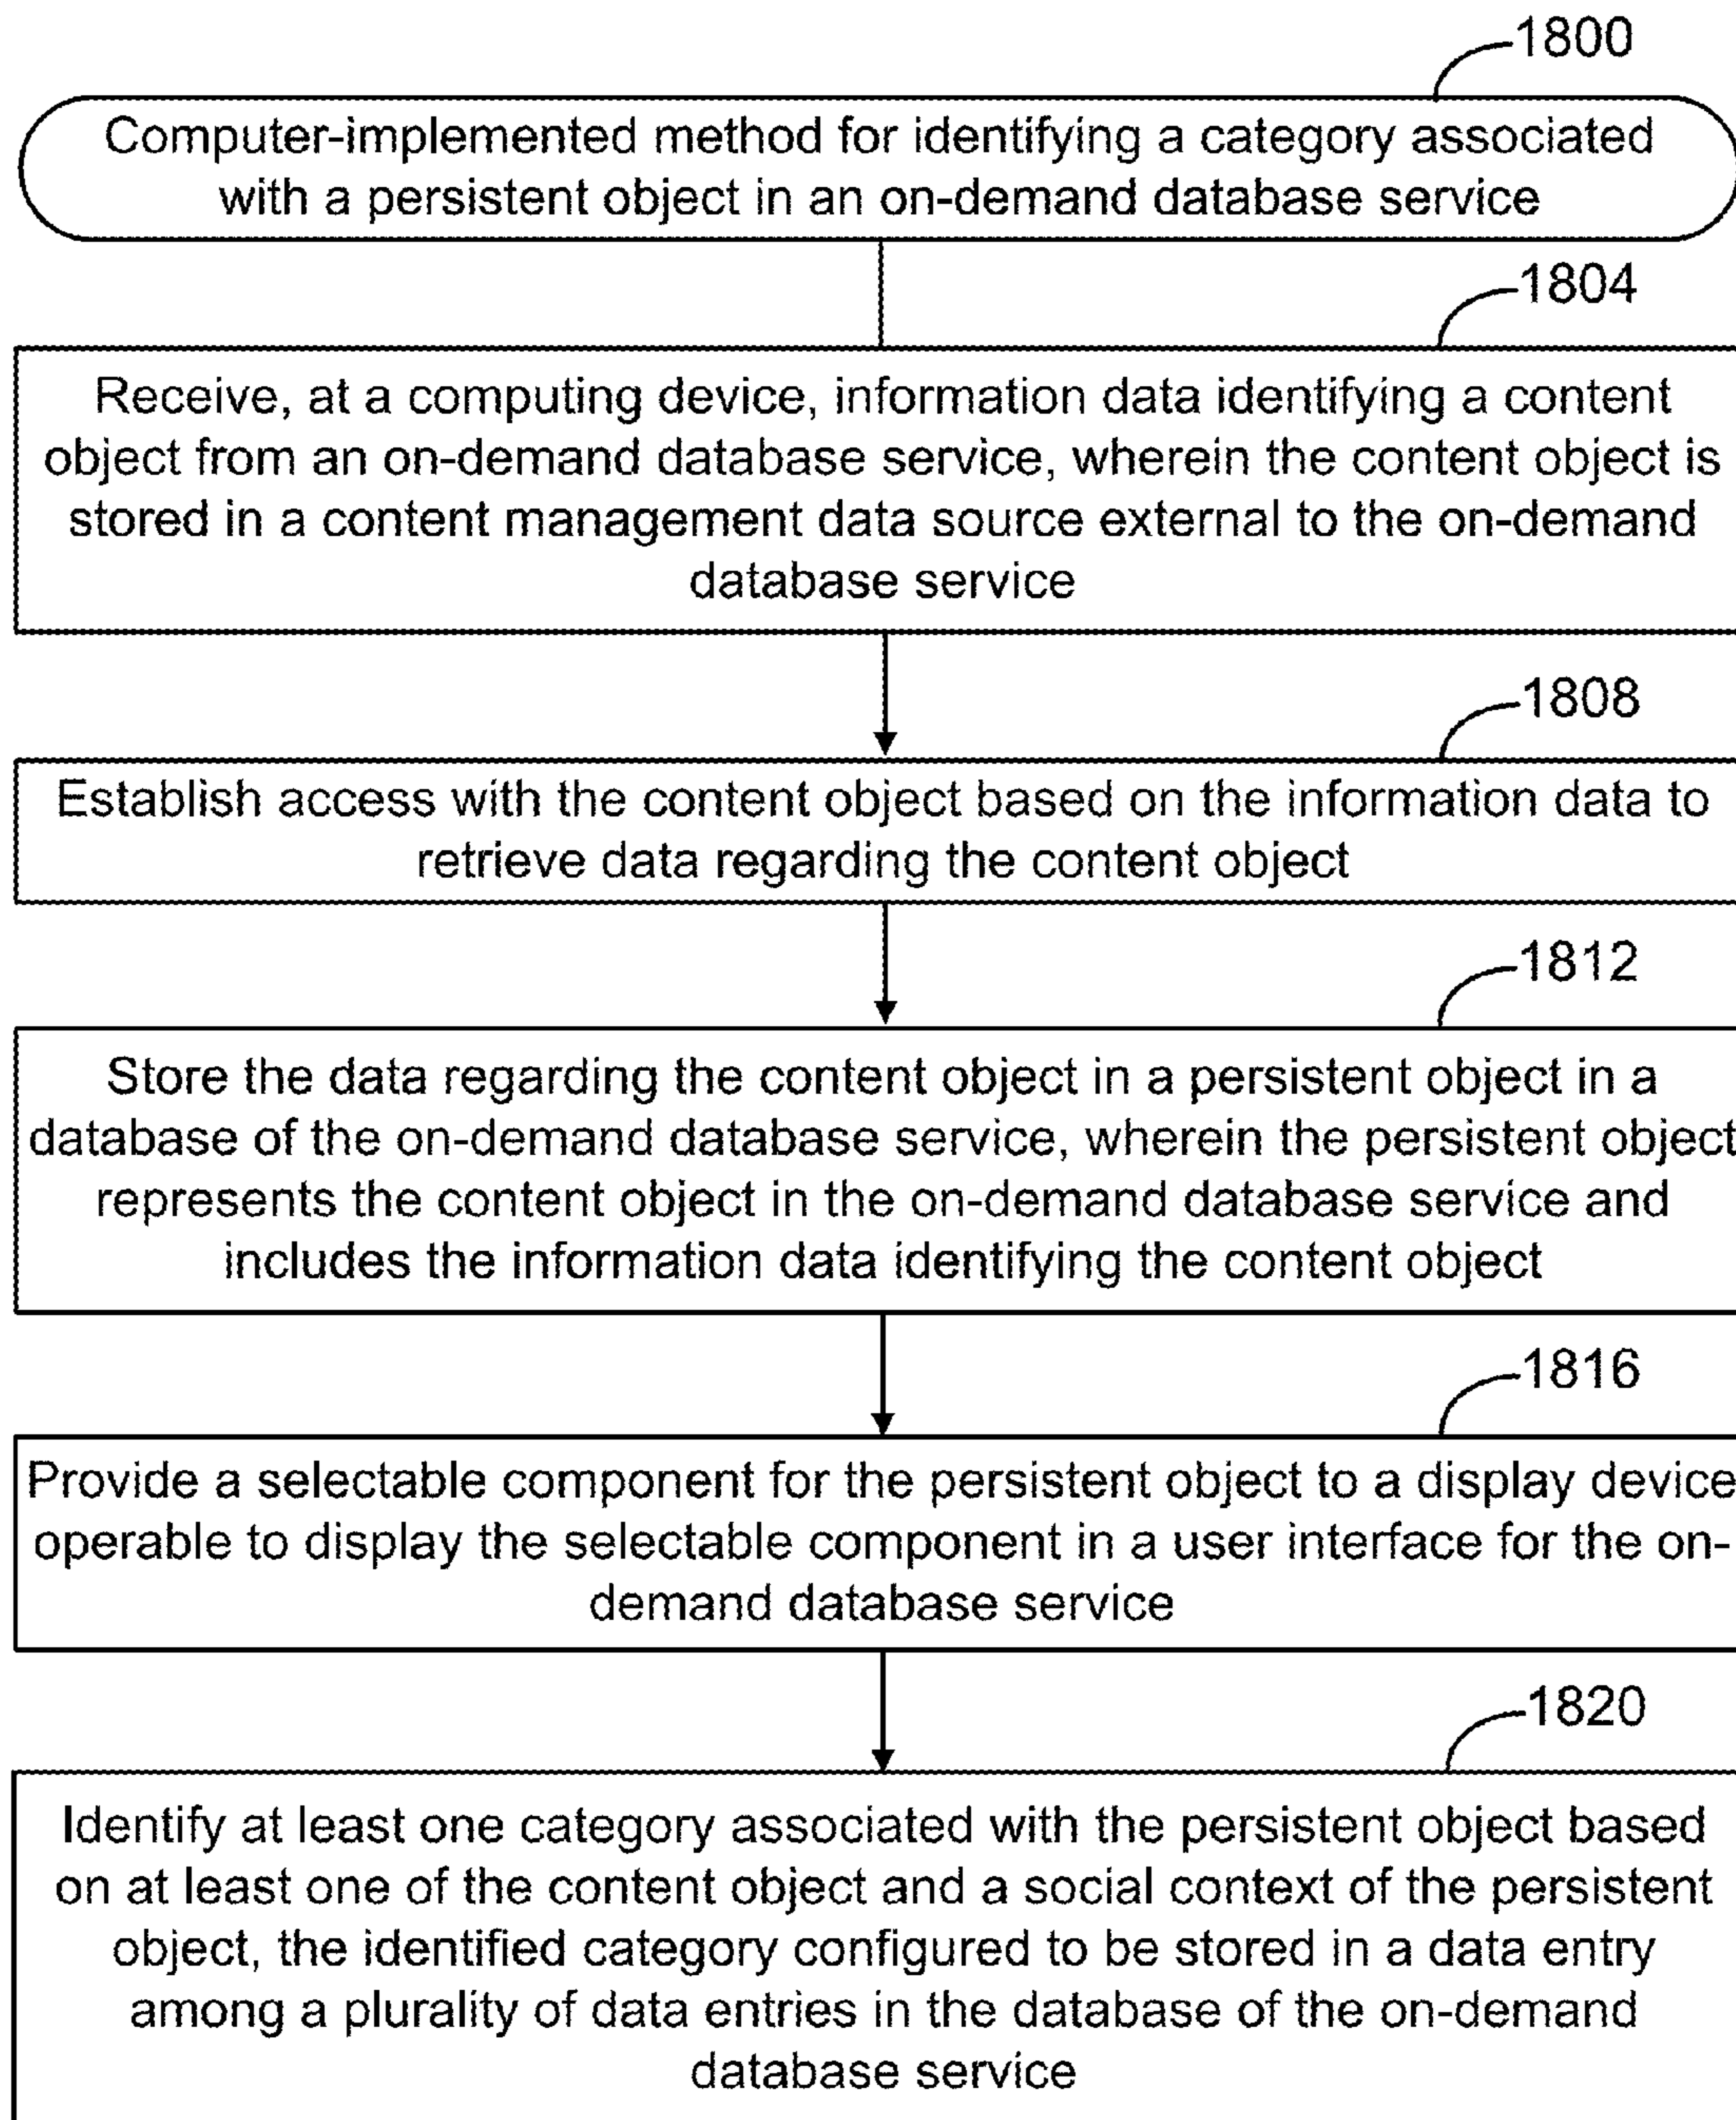 1800
Computer-implemented method for identifying a category associated
with a persistent object in an on-demand database service
1804
Receive, at a computing device, information data identifying a content
object from an on-demand database service, wherein the content object is
stored in a content management data source external to the on-demand
database service
1808
Establish access with the content object based on the information data to
retrieve data regarding the content object
1812
Store the data regarding the content object in a persistent object in a
database of the on-demand database service, wherein the persistent object
represents the content object in the on-demand database service and
includes the information data identifying the content object
1816
Provide a selectable component for the persistent object to a display device
operable to display the selectable component in a user interface for the on-
demand database service
1820
Identify at least one category associated with the persistent object based
on at least one of the content object and a social context of the persistent
object, the identified category configured to be stored in a data entry
among a plurality of data entries in the database of the on-demand
database service